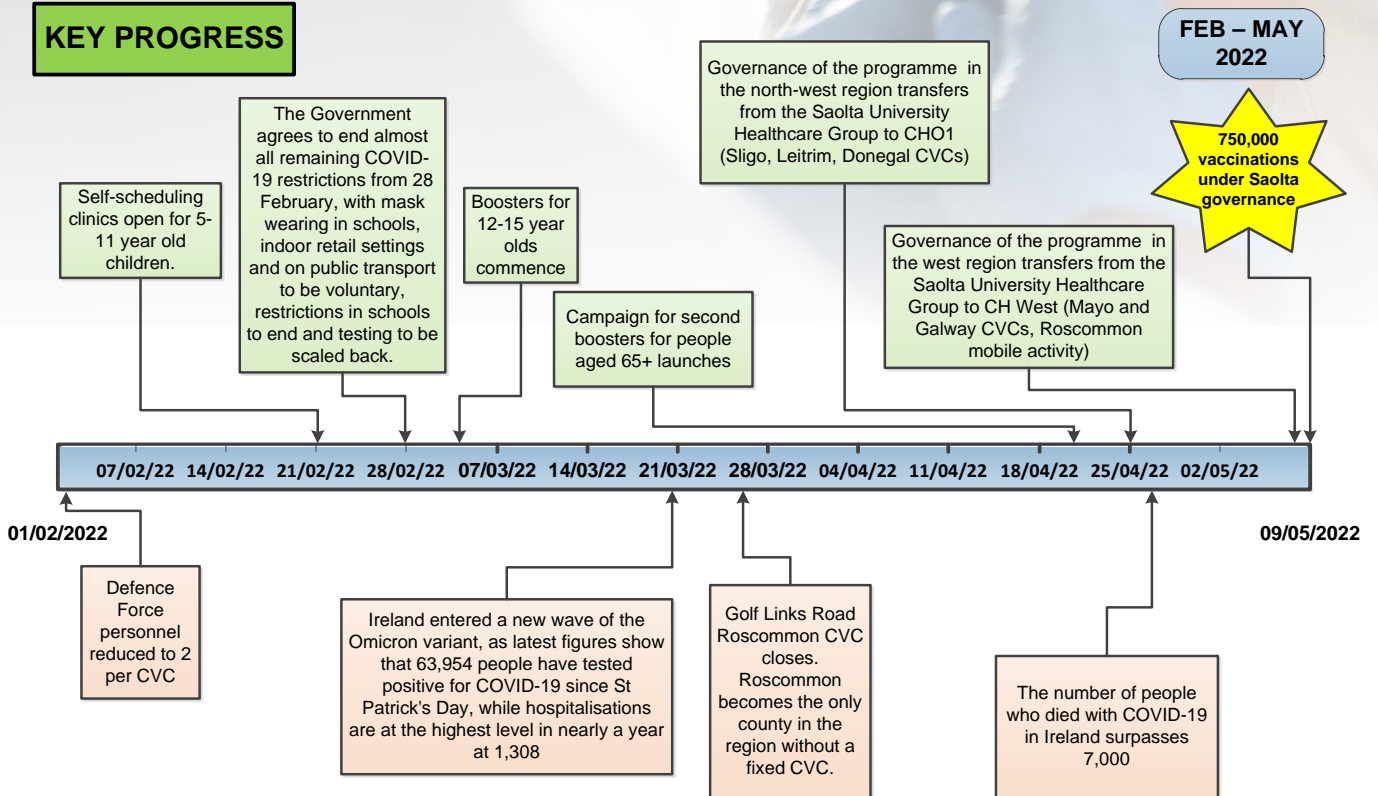 KEY PROGRESS
FEB – MAY
2022
Governance of the programme in
the north-west region transfers
from the Saolta University
Healthcare Group to CHO1
(Sligo, Leitrim, Donegal CVCs)
The Government
agrees to end almost
all remaining COVID-
19 restrictions from 28
February, with mask
wearing in schools,
indoor retail settings
and on public transport
to be voluntary,
restrictions in schools
to end and testing to be
scaled back.
750,000
vaccinations
under Saolta
governance
Self-scheduling
clinics open for 5-
11 year old
children.
Boosters for
12-15 year
olds
commence
Governance of the programme in
the west region transfers from the
Saolta University Healthcare
Group to CH West (Mayo and
Galway CVCs, Roscommon
mobile activity)
Campaign for second
boosters for people
aged 65+ launches
07/02/22 14/02/22 21/02/22 28/02/22 07/03/22 14/03/22 21/03/22 28/03/22 04/04/22 11/04/22 18/04/22 25/04/22 02/05/22
01/02/2022
09/05/2022
Defence
Force
personnel
reduced to 2
per CVC
Ireland entered a new wave of the
Omicron variant, as latest figures show
that 63,954 people have tested
positive for COVID-19 since St
Patrick's Day, while hospitalisations
are at the highest level in nearly a year
at 1,308
Golf Links Road
Roscommon CVC
closes.
Roscommon
becomes the only
county in the
region without a
fixed CVC.
The number of people
who died with COVID-19
in Ireland surpasses
7,000